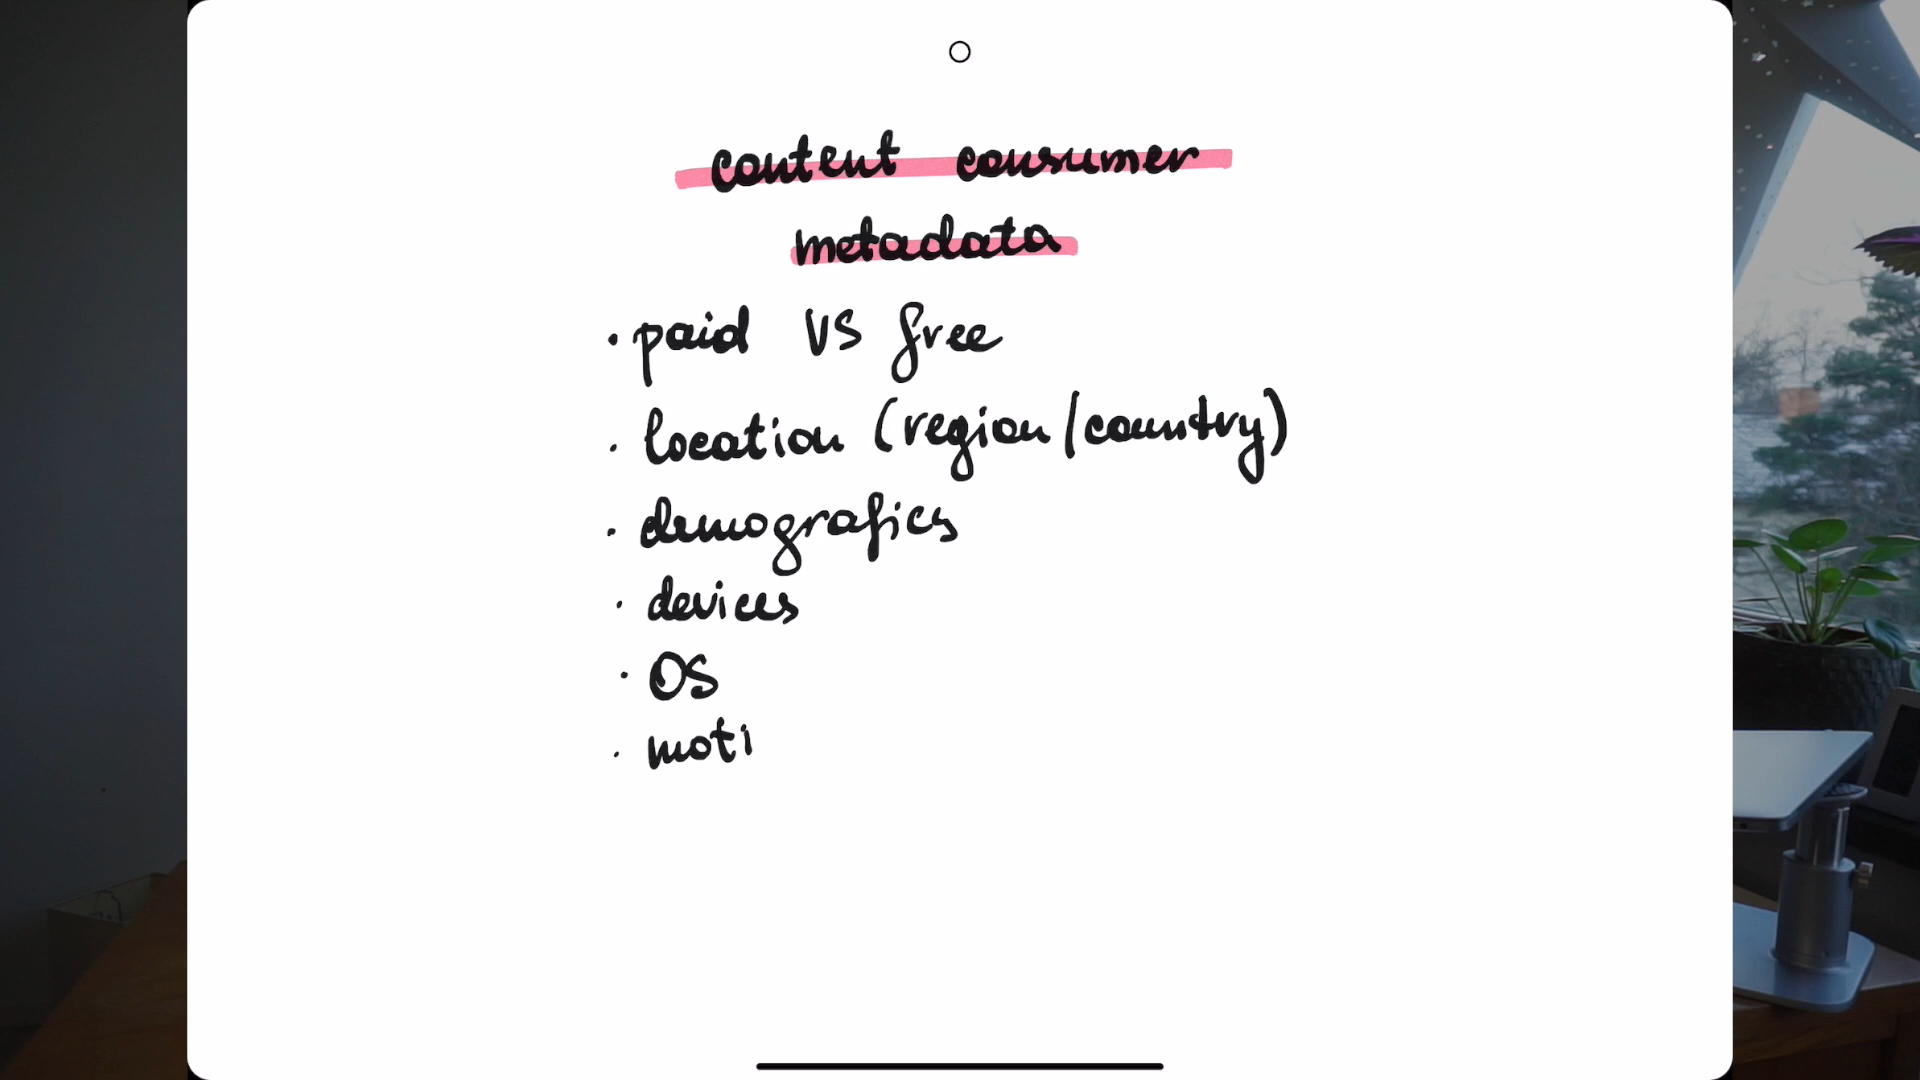 content consumer
metadata
· paid VS free
· location (region/country)
· demografics
· devices
· OS
· moti